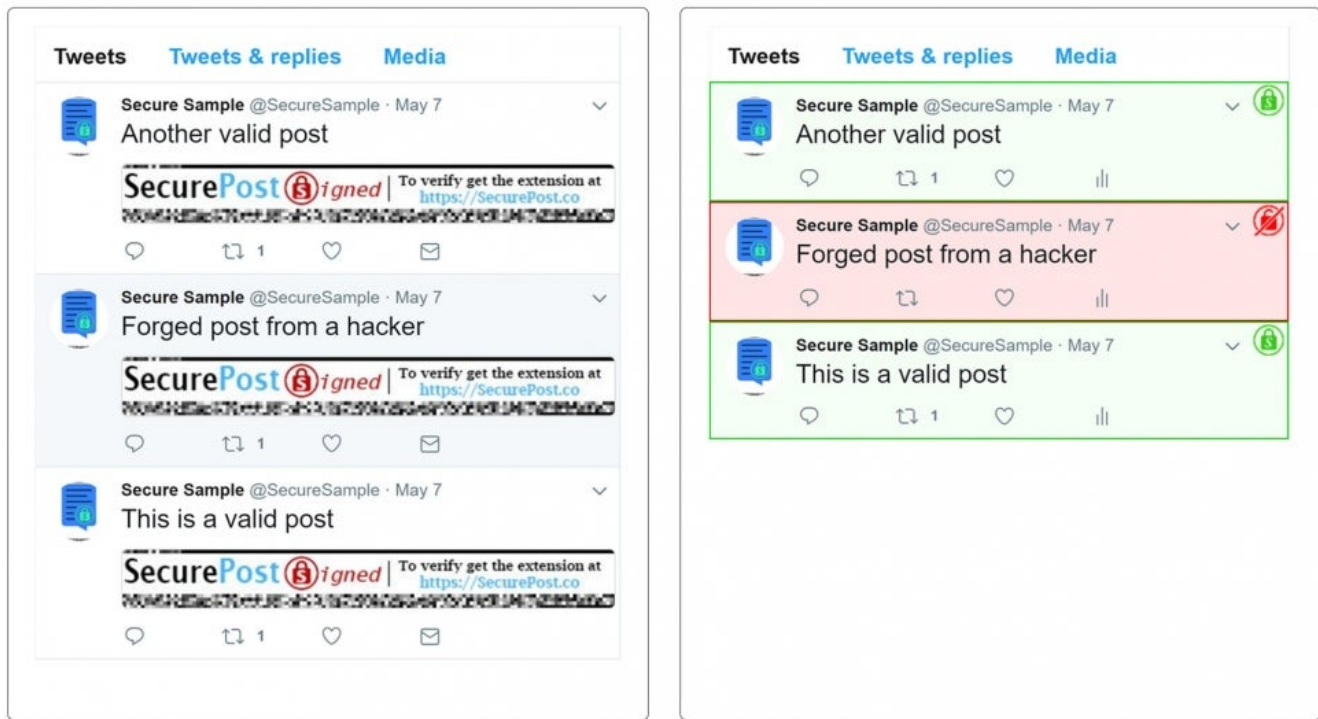 Tweets Tweets & replies Media
Secure Sample @SecureSample · May 7
Another valid post
SecurePost Signed | To verify get the extension at
https://SecurePost.co
1
Secure Sample @SecureSample · May 7
Forged post from a hacker
SecurePost Signed | To verify get the extension at
https://SecurePost.co
1
Secure Sample @SecureSample · May 7
This is a valid post
SecurePost Signed | To verify get the extension at
https://SecurePost.co
1
Tweets Tweets & replies Media
Secure Sample @SecureSample · May 7
Another valid post
1
Secure Sample @SecureSample · May 7
Forged post from a hacker
Secure Sample @SecureSample · May 7
This is a valid post
1